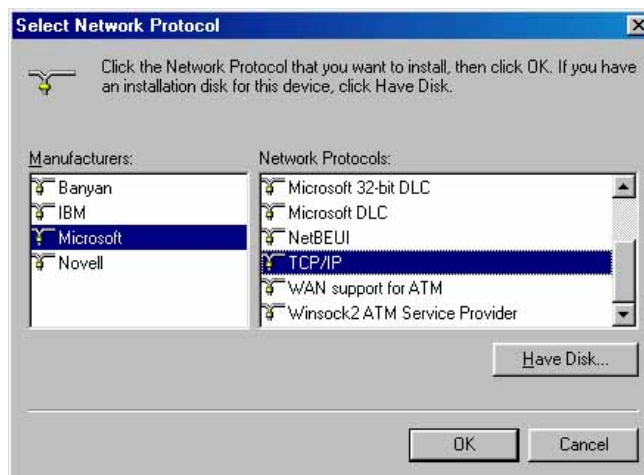 Select Network Protocol
Click the Network Protocol that you want to install, then click OK. If you have
an installation disk for this device, click Have Disk.
Manufacturers:
Network Protocols:
Banyan
IBM
Microsoft
Novell
Microsoft 32-bit DLC
Microsoft DLC
NetBEUI
TCP/IP
WAN support for ATM
Winsock2 ATM Service Provider
Have Disk...
OK
Cancel